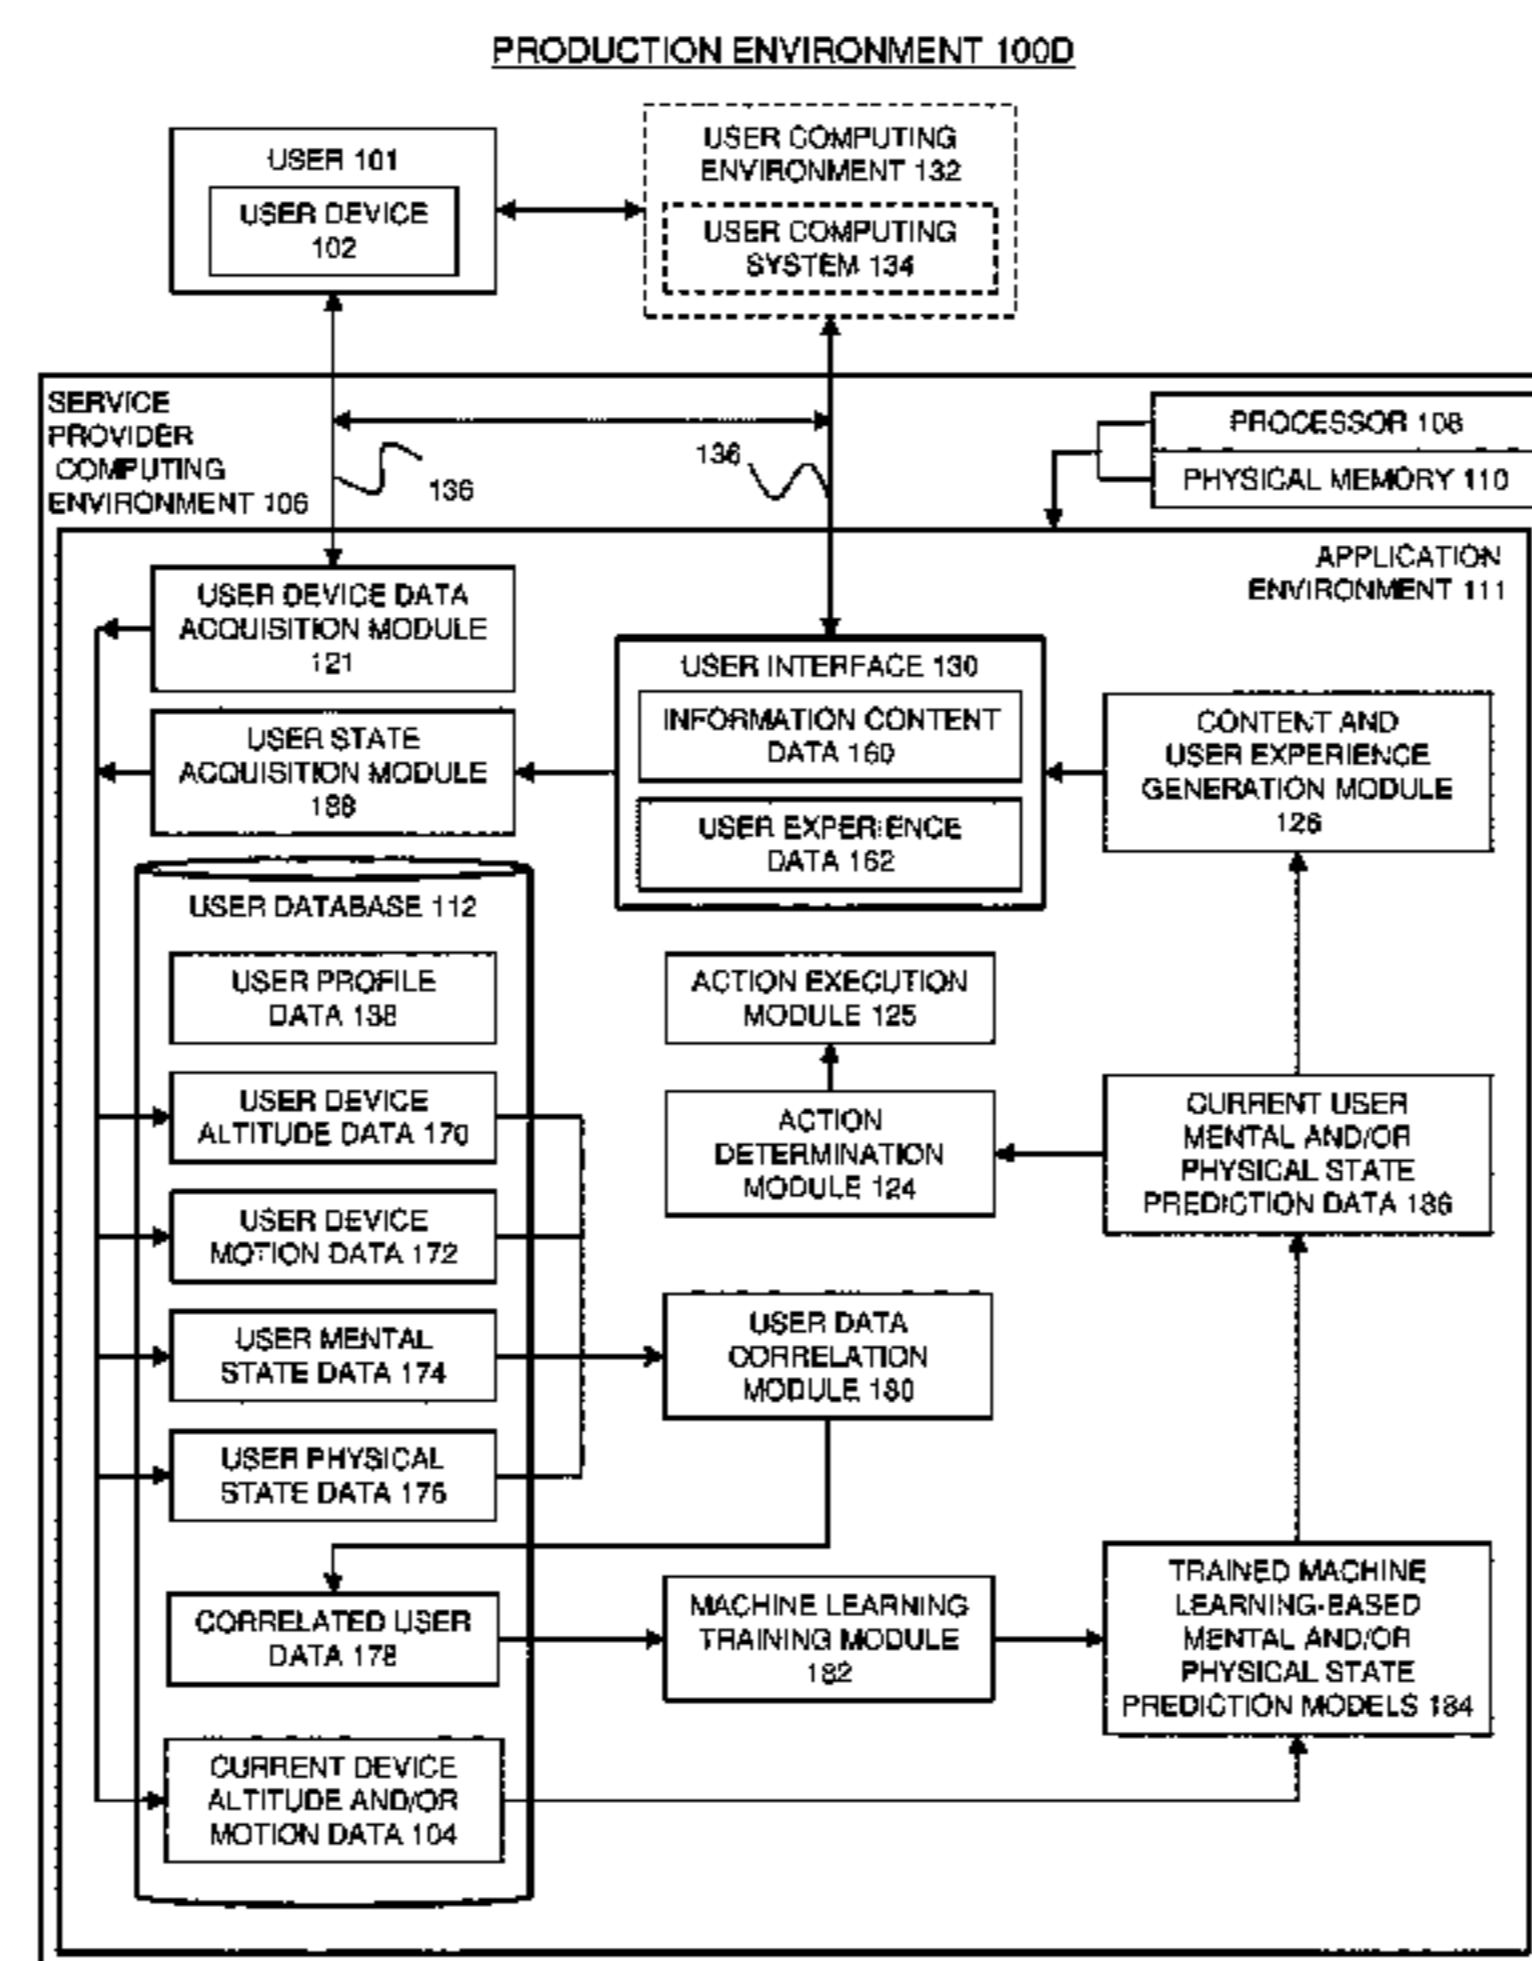 PRODUCTION ENVIRONMENT 100D
USER 101
USER DEVICE
102
USER COMPUTING
ENVIRONMENT 132
USER COMPUTING
SYSTEM 134
SERVICE
PROVIDER
COMPUTING
ENVIRONMENT 106
136
136
PROCESSOR 108
PHYSICAL MEMORY 110
APPLICATION
ENVIRONMENT 111
USER DEVICE DATA
ACQUISITION MODULE
121
USER STATE
ACQUISITION MODULE
188
USER INTERFACE 130
INFORMATION CONTENT
DATA 160
USER EXPERIENCE
DATA 162
CONTENT AND
USER EXPERIENCE
GENERATION MODULE
126
USER DATABASE 112
USER PROFILE
DATA 138
USER DEVICE
ALTITUDE DATA 170
USER DEVICE
MOTION DATA 172
USER MENTAL
STATE DATA 174
USER PHYSICAL
STATE DATA 176
CORRELATED USER
DATA 178
CURRENT DEVICE
ALTITUDE AND/OR
MOTION DATA 104
ACTION EXECUTION
MODULE 125
ACTION
DETERMINATION
MODULE 124
USER DATA
CORRELATION
MODULE 180
MACHINE LEARNING
TRAINING MODULE
182
CURRENT USER
MENTAL AND/OR
PHYSICAL STATE
PREDICTION DATA 186
TRAINED MACHINE
LEARNING-BASED
MENTAL AND/OR
PHYSICAL STATE
PREDICTION MODELS 184